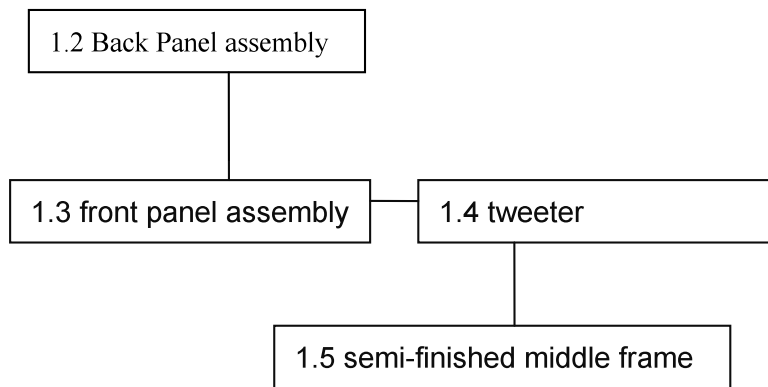 1.2 Back Panel assembly
1.3 front panel assembly
1.4 tweeter
1.5 semi-finished middle frame